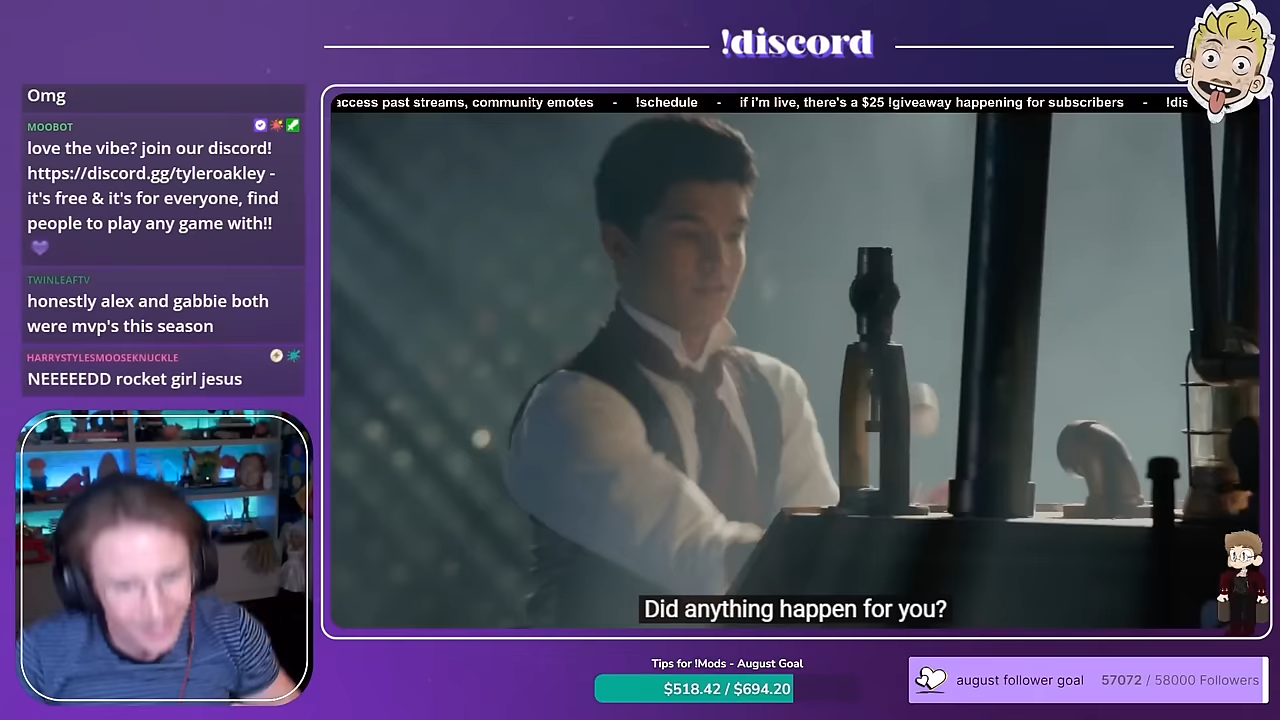 !discord
access past streams, community emotes - !schedule - if i'm live, there's a $25 !giveaway happening for subscribers - !dis
Omg
MOOBOT
love the vibe? join our discord!
https://discord.gg/tyleroakley -
it's free & it's for everyone, find
people to play any game with!!
TWINLEAFTV
honestly alex and gabbie both
were mvp's this season
HARRYSTYLESMOOSEKNUCKLE
NEEEEEDD rocket girl jesus
Did anything happen for you?
Tips for !Mods - August Goal
$518.42 / $694.20
august follower goal 57072 / 58000 Followers